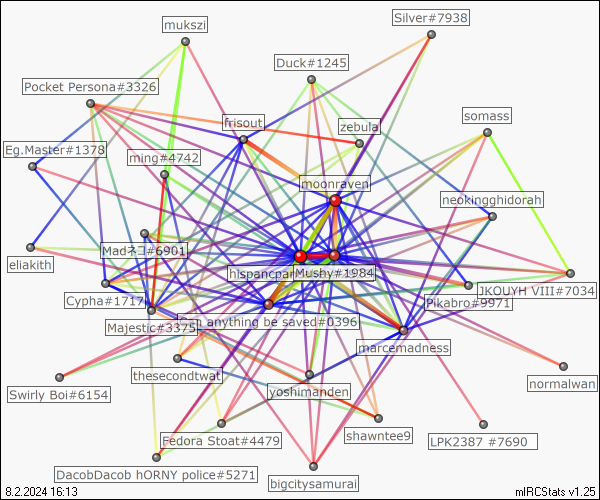 Silver#7938
mukszi
Duck#1245
Pocket Persona#3326
somass
frisout
zebula
Eg.Master#1378
ming#4742
moonraven
neokingghidorah
Madネコ#6901
eliakith
Mushy#1984
JKOUYH VIII#7034
Cypha#1717
Pikabro#9971
anything be saved#0396
Majestic#3375
marcemadness
thesecondtwat
normalwan
Swirly Boi#6154
yoshimanden
shawntee9
Fedora Stoat#4479
LPK2387 #7690
DacobDacob hORNY police#5271
bigcitysamurai
8.2.2024 16:13
mIRCStats v1.25